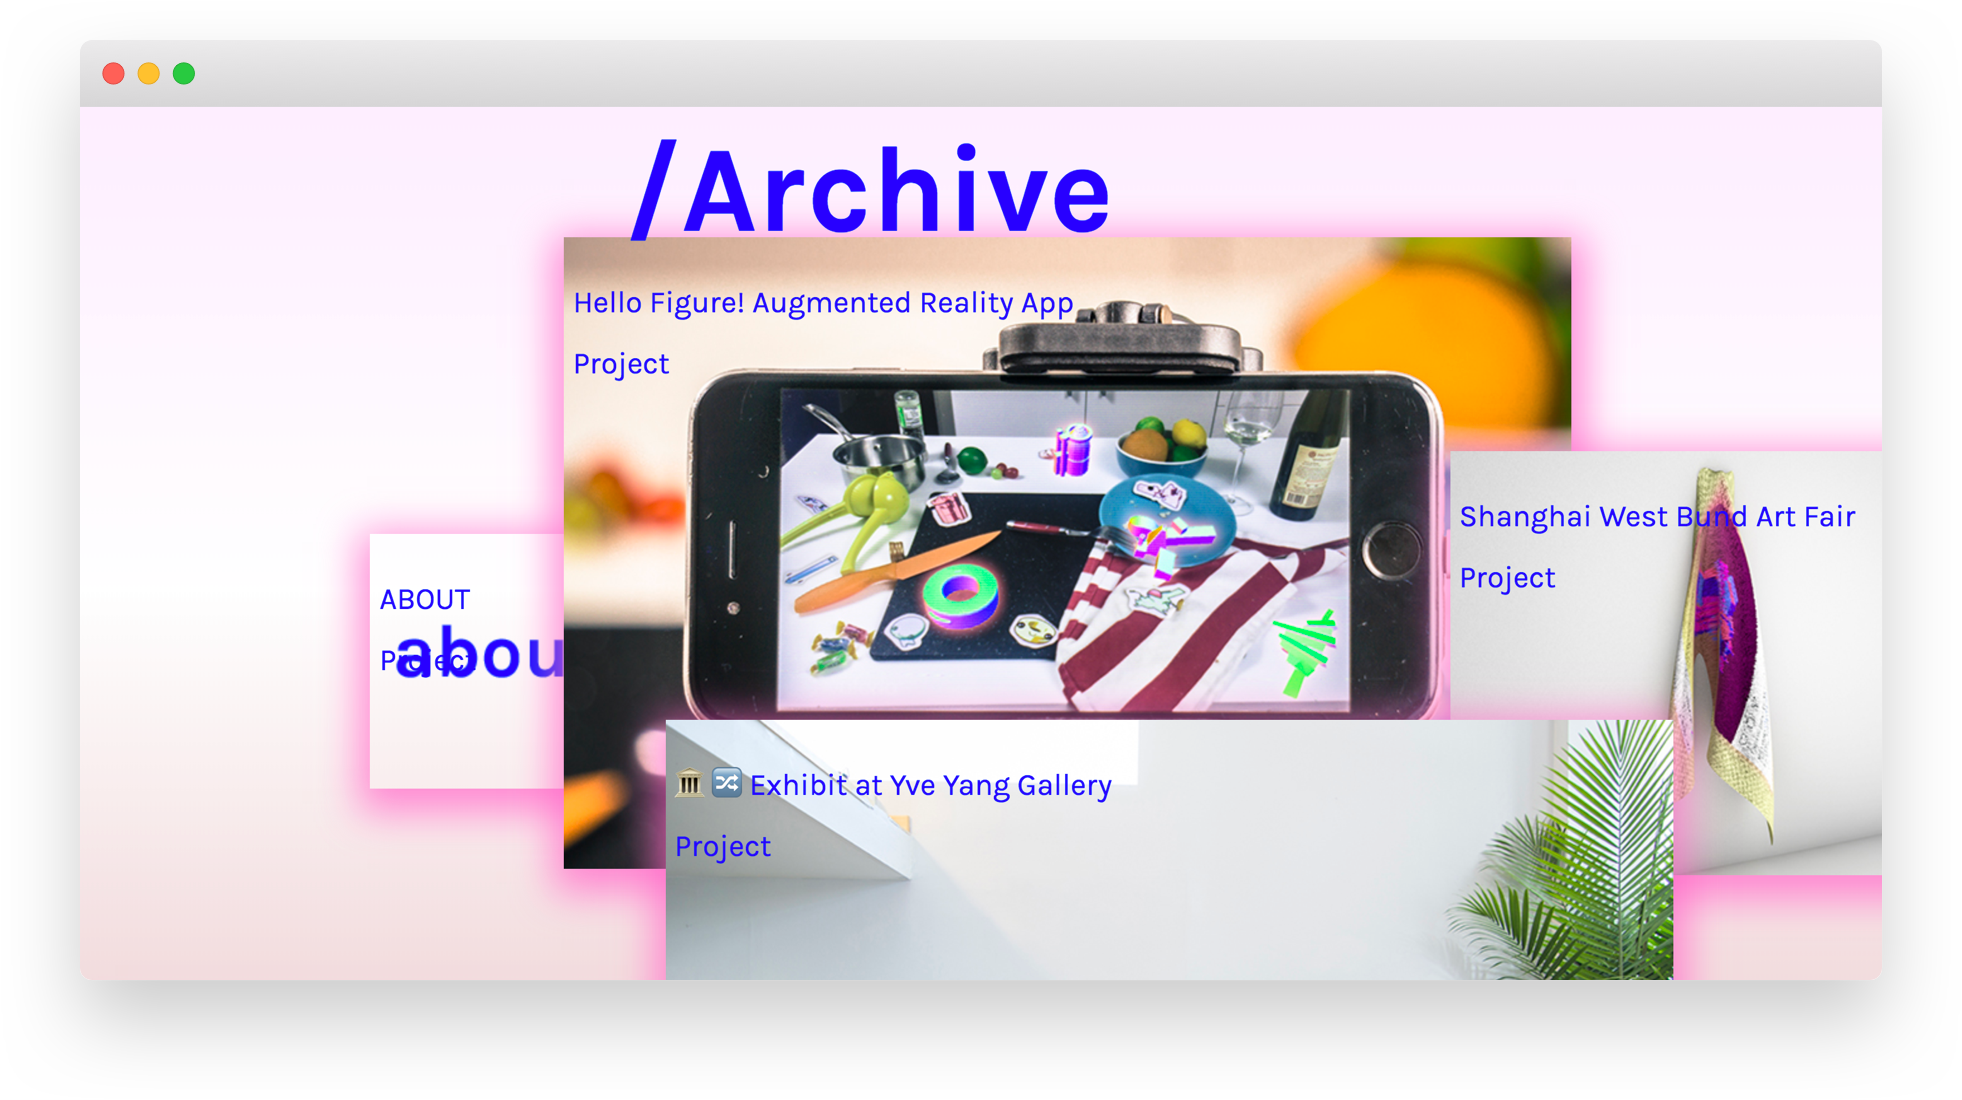 /Archive
Hello Figure! Augmented Reality App
Project
Shanghai West Bund Art Fair
Project
ABOUT
Project
abou
Exhibit at Yve Yang Gallery
Project